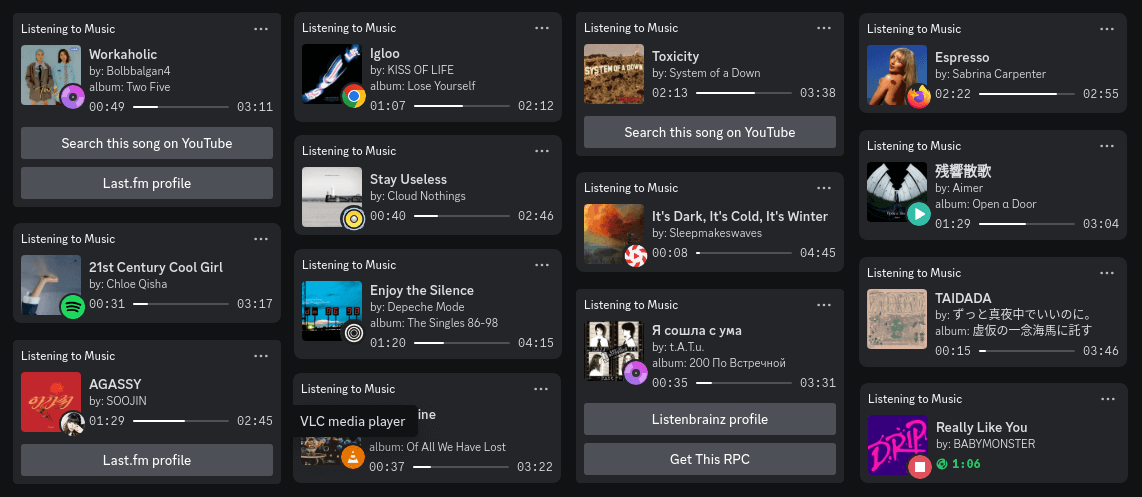 Listening to Music
Workaholic
by: Bolbbalgan4
album: Two Five
00:49
03:11
Search this song on YouTube
Last.fm profile
Listening to Music
21st Century Cool Girl
by: Chloe Qisha
00:31
03:17
Listening to Music
AGASSY
by: SOOJIN
01:29
02:45
Last.fm profile
Listening to Music
Igloo
by: KISS OF LIFE
album: Lose Yourself
01:07
02:12
Listening to Music
Stay Useless
by: Cloud Nothings
00:40
02:46
Listening to Music
Enjoy the Silence
by: Depeche Mode
album: The Singles 86-98
01:20
04:15
Listening to Music
ine
VLC media player
album: Of All We Have Lost
00:37
03:22
Listening to Music
SYSTEM OF A DOWN
Toxicity
by: System of a Down
02:13
03:38
Search this song on YouTube
Listening to Music
It's Dark, It's Cold, It's Winter
by: Sleepmakeswaves
00:08
04:45
Listening to Music
Я сошла с ума
by: t.A.T.u.
album: 200 По Встречной
00:35
03:31
Listenbrainz profile
Get This RPC
Listening to Music
Espresso
by: Sabrina Carpenter
02:22
02:55
Listening to Music
残響散歌
by: Aimer
album: Open α Door
01:29
03:04
Listening to Music
TAIDADA
by: ずっと真夜中でいいのに。
album: 虚仮の一念海馬に託す
00:15
03:46
Listening to Music
DRIP
Really Like You
by: BABYMONSTER
1:06